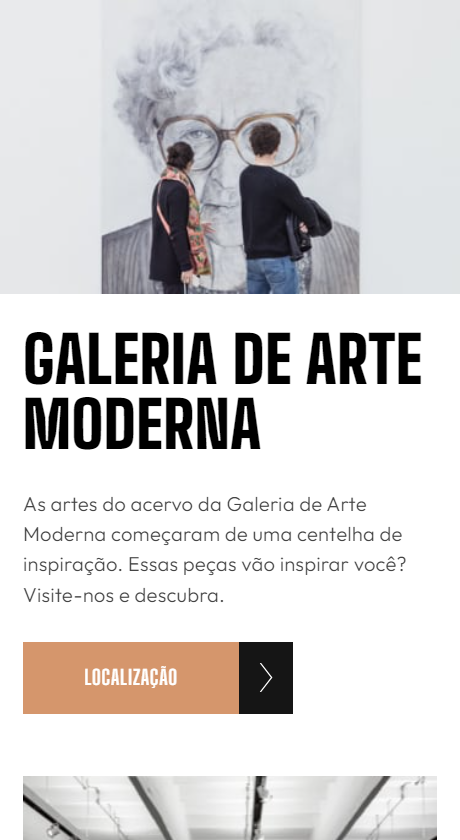 GALERIA DE ARTE
MODERNA
As artes do acervo da Galeria de Arte
Moderna começaram de uma centelha de
inspiração. Essas peças vão inspirar você?
Visite-nos e descubra.
LOCALIZAÇÃO